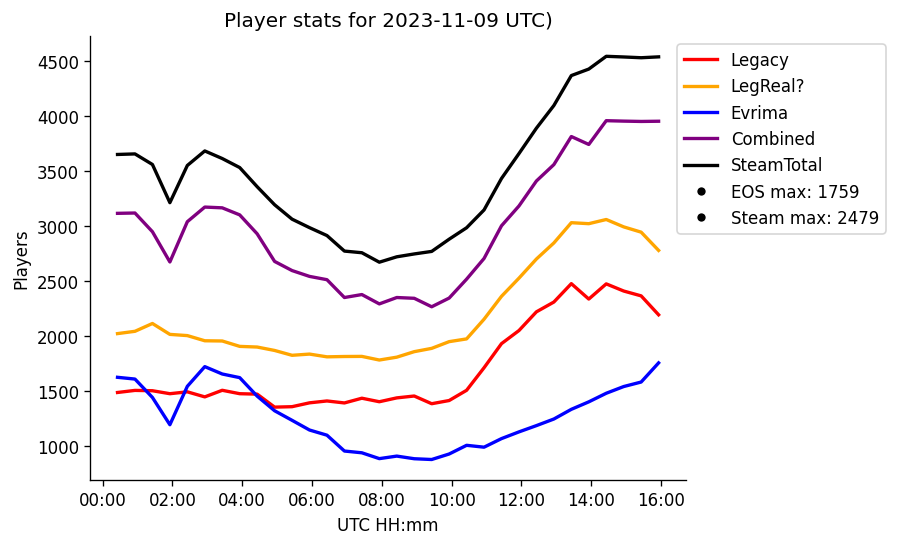 Player stats for 2023-11-09 UTC)
Players
4500
4000
3500
3000
2500
2000
1500
1000
00:00 02:00 04:00 06:00 08:00 10:00 12:00 14:00 16:00
UTC HH:mm
Legacy
LegReal?
Evrima
Combined
SteamTotal
EOS max: 1759
Steam max: 2479